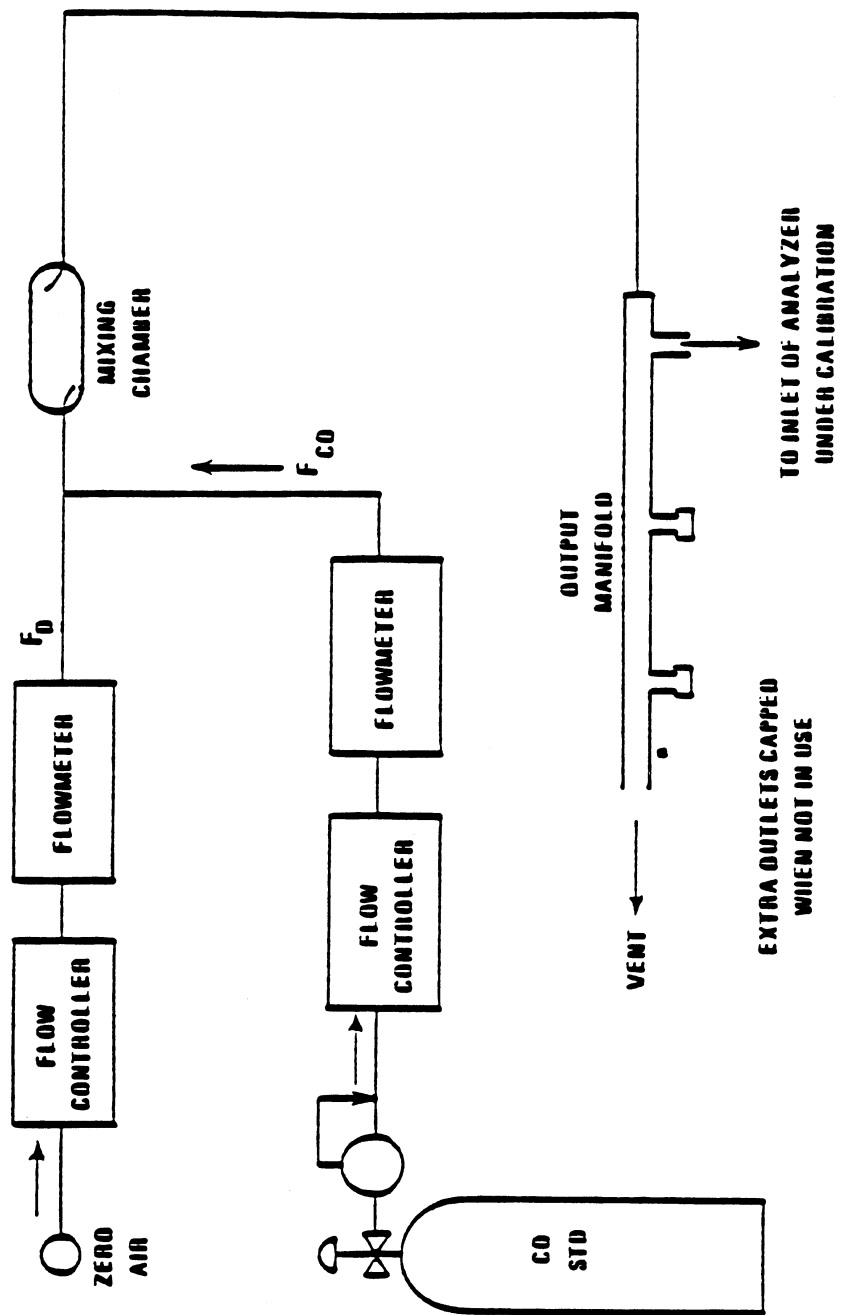 ZERO
AIR
FLOW
CONTROLLER
FLOWMETER
F_D
MIXING
CHAMBER
F_CO
CO
STD
FLOW
CONTROLLER
FLOWMETER
OUTPUT
MANIFOLD
VENT
EXTRA OUTLETS CAPPED
WHEN NOT IN USE
TO INLET OF ANALYZER
UNDER CALIBRATION